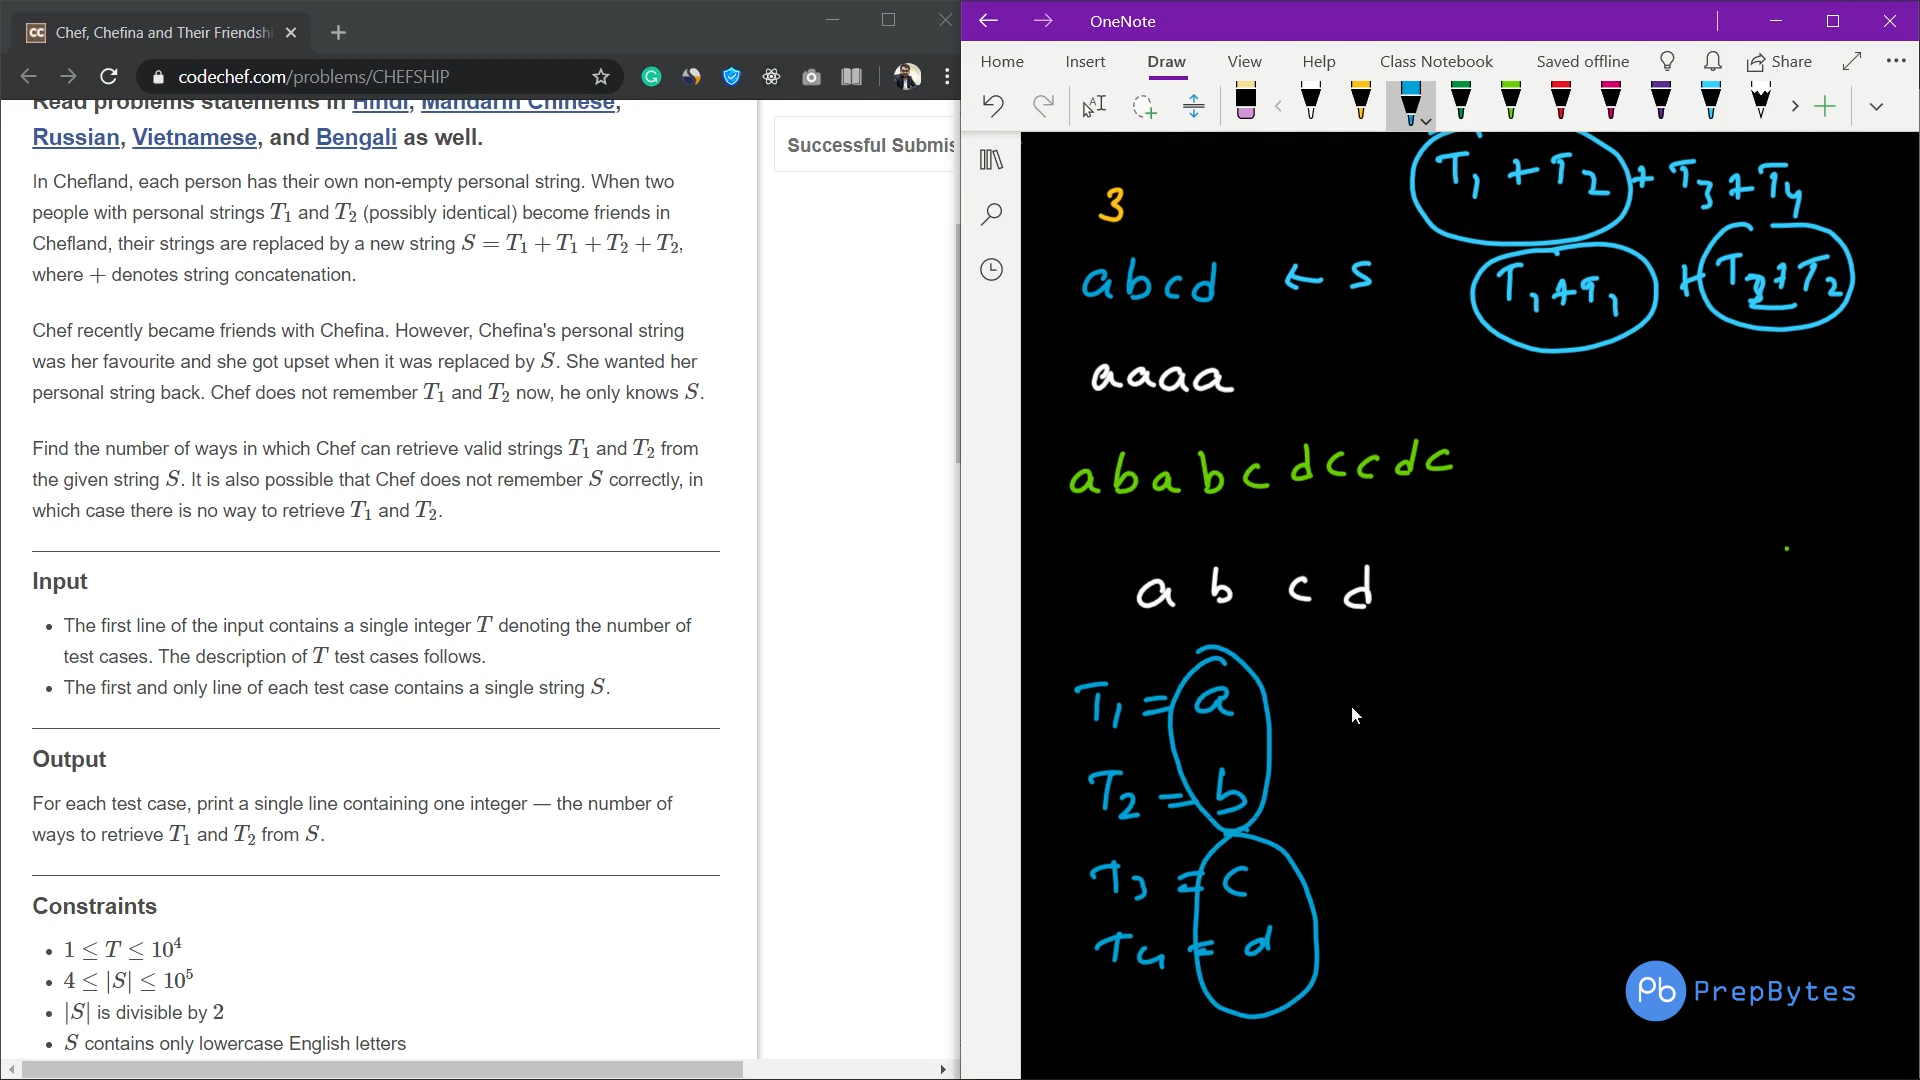 Chef, Chefina and Their Friendshi
codechef.com/problems/CHEFSHIP
Read problems statements in Hindi, Mandarin Chinese,
Russian, Vietnamese, and Bengali as well.
In Chefland, each person has their own non-empty personal string. When two
people with personal strings T1 and T2 (possibly identical) become friends in
Chefland, their strings are replaced by a new string S = T1 + T1 + T2 + T2,
where + denotes string concatenation.
Chef recently became friends with Chefina. However, Chefina's personal string
was her favourite and she got upset when it was replaced by S. She wanted her
personal string back. Chef does not remember T1 and T2 now, he only knows S.
Find the number of ways in which Chef can retrieve valid strings T1 and T2 from
the given string S. It is also possible that Chef does not remember S correctly, in
which case there is no way to retrieve T1 and T2.
Input
• The first line of the input contains a single integer T denoting the number of
test cases. The description of T test cases follows.
• The first and only line of each test case contains a single string S.
Output
For each test case, print a single line containing one integer — the number of
ways to retrieve T1 and T2 from S.
Constraints
• 1 ≤ T ≤ 10^4
• 4 ≤ |S| ≤ 10^5
• |S| is divisible by 2
• S contains only lowercase English letters
Successful Submis
OneNote
Home Insert Draw View Help Class Notebook Saved offline Share
T1 + T2 + T3 + T4
3
abcd ← S
T1 + T1 + T3 + T2
aaaa
ababcdccdc
a b c d
T1 = a
T2 = b
T3 = c
T4 = d
Pb PrepBytes